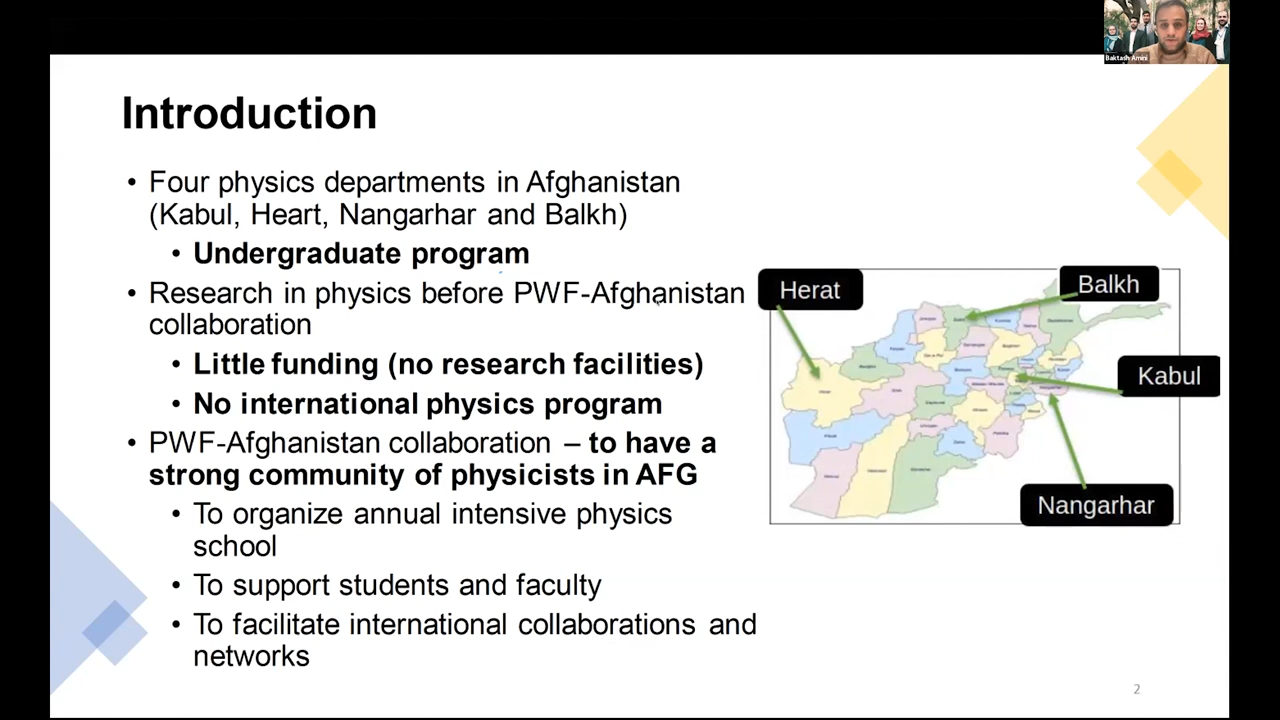 Baktash Amini
Introduction
• Four physics departments in Afghanistan
(Kabul, Heart, Nangarhar and Balkh)
• Undergraduate program
• Research in physics before PWF-Afghanistan
collaboration
• Little funding (no research facilities)
• No international physics program
• PWF-Afghanistan collaboration – to have a
strong community of physicists in AFG
• To organize annual intensive physics
school
• To support students and faculty
• To facilitate international collaborations and
networks
Herat
Balkh
Kabul
Nangarhar
2